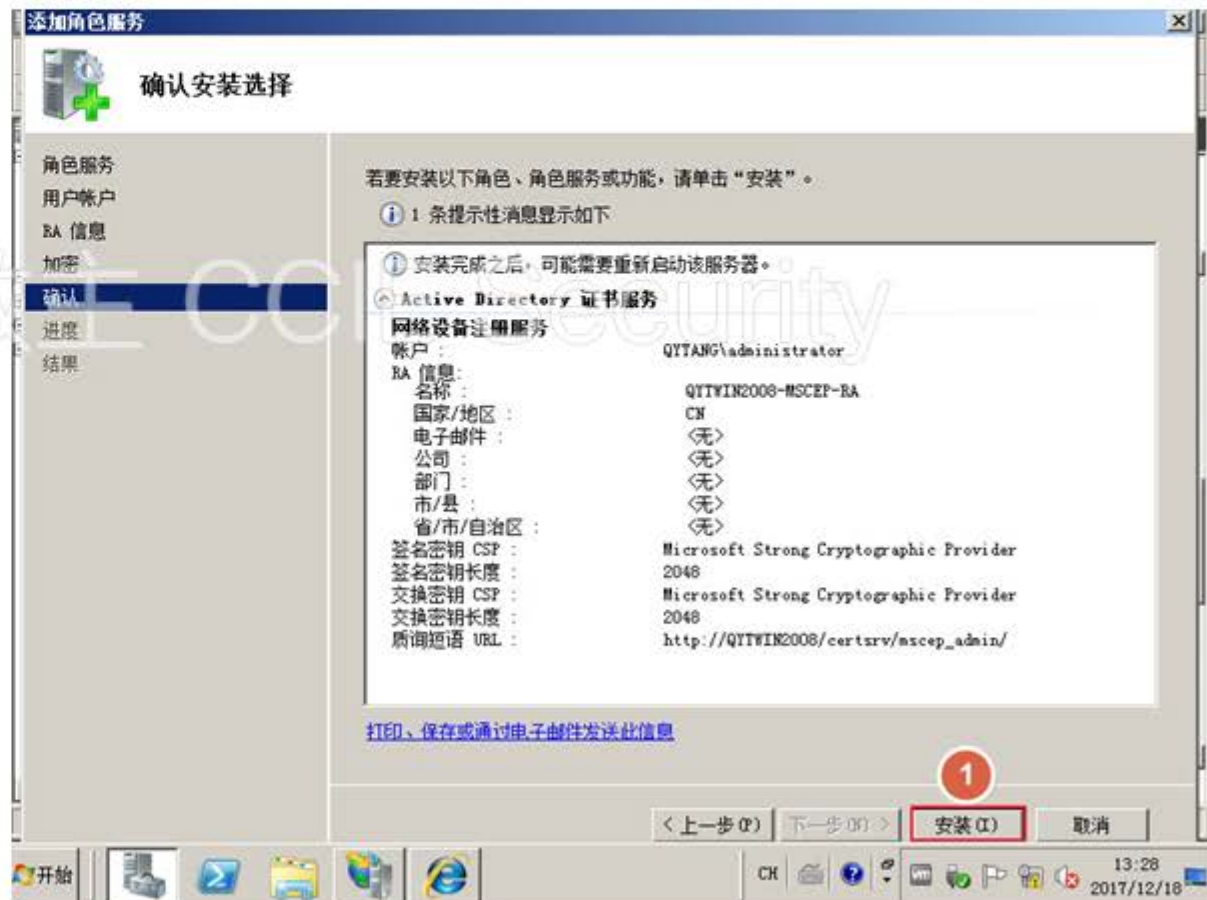 添加角色服务
确认安装选择
角色服务
用户帐户
RA 信息
加密
确认
进度
结果
若要安装以下角色、角色服务或功能，请单击“安装”。
1 条提示性消息显示如下
安装完成之后，可能需要重新启动该服务器。
Active Directory 证书服务
网络设备注册服务
帐户： QYTANG\administrator
RA 信息：
名称： QYTWIN2008-MSCEP-RA
国家/地区： CN
电子邮件： <无>
公司： <无>
部门： <无>
市/县： <无>
省/市/自治区： <无>
签名密钥 CSP： Microsoft Strong Cryptographic Provider
签名密钥长度： 2048
交换密钥 CSP： Microsoft Strong Cryptographic Provider
交换密钥长度： 2048
质询短语 URL： http://QYTWIN2008/certsrv/mscep_admin/
打印、保存或通过电子邮件发送此信息
1
<上一步(P)
下一步(N)>
安装(I)
取消
开始
CH
13:28
2017/12/18